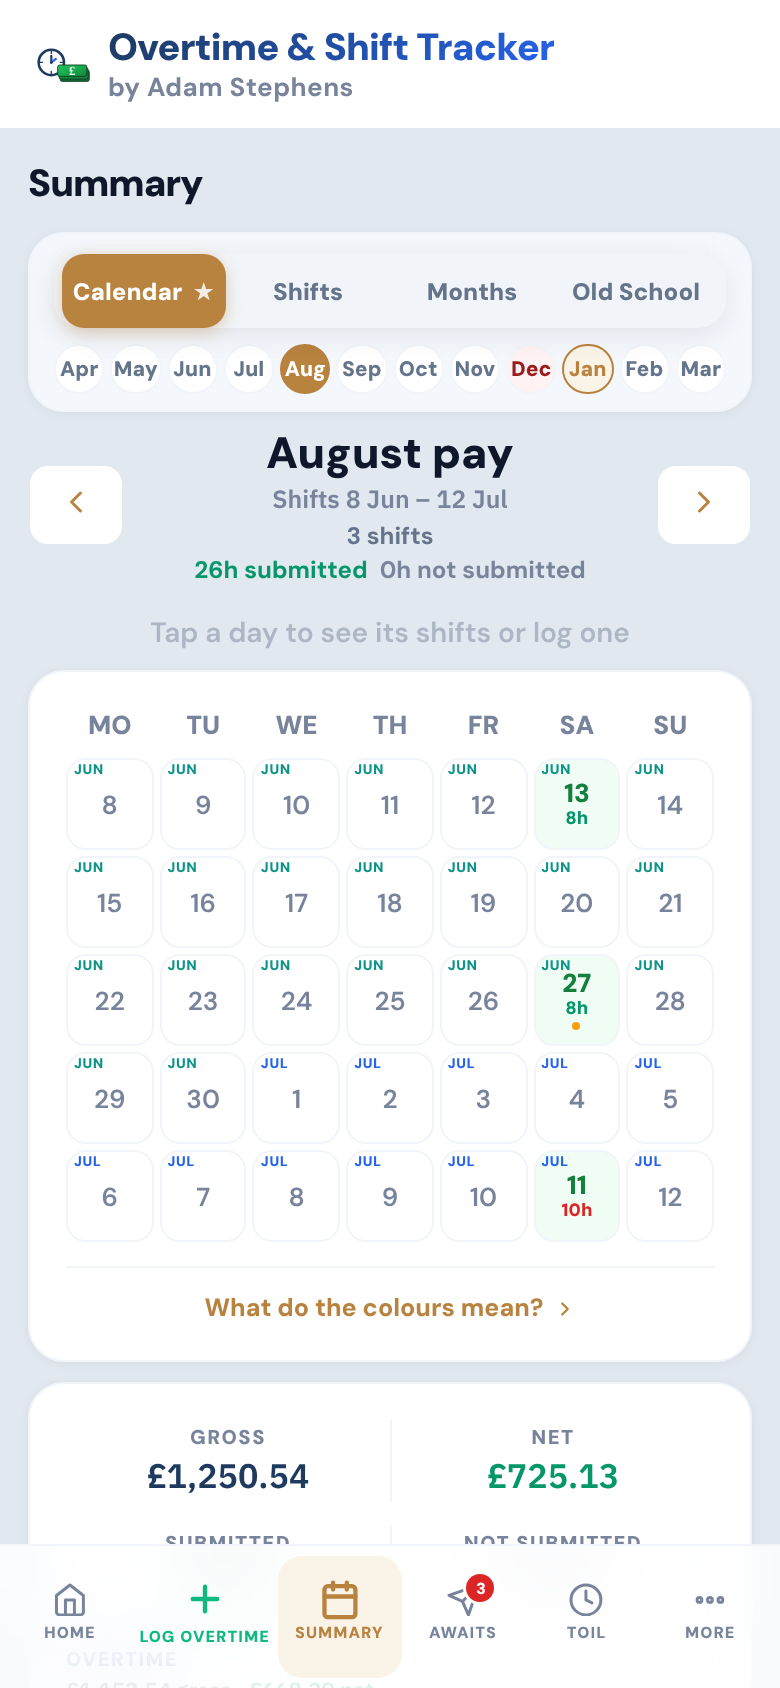 Overtime & Shift Tracker
by Adam Stephens
Summary
Calendar ★ Shifts Months Old School
Apr May Jun Jul Aug Sep Oct Nov Dec Jan Feb Mar
August pay
Shifts 8 Jun – 12 Jul
3 shifts
26h submitted 0h not submitted
Tap a day to see its shifts or log one
MO TU WE TH FR SA SU
JUN JUN JUN JUN JUN JUN JUN
8 9 10 11 12 13 14
8h
JUN JUN JUN JUN JUN JUN JUN
15 16 17 18 19 20 21
JUN JUN JUN JUN JUN JUN JUN
22 23 24 25 26 27 28
8h
JUN JUN JUL JUL JUL JUL JUL
29 30 1 2 3 4 5
JUL JUL JUL JUL JUL JUL JUL
6 7 8 9 10 11 12
10h
What do the colours mean? ›
GROSS NET
£1,250.54 £725.13
SUBMITTED NOT SUBMITTED
3
HOME LOG OVERTIME SUMMARY AWAITS TOIL MORE
OVERTIME